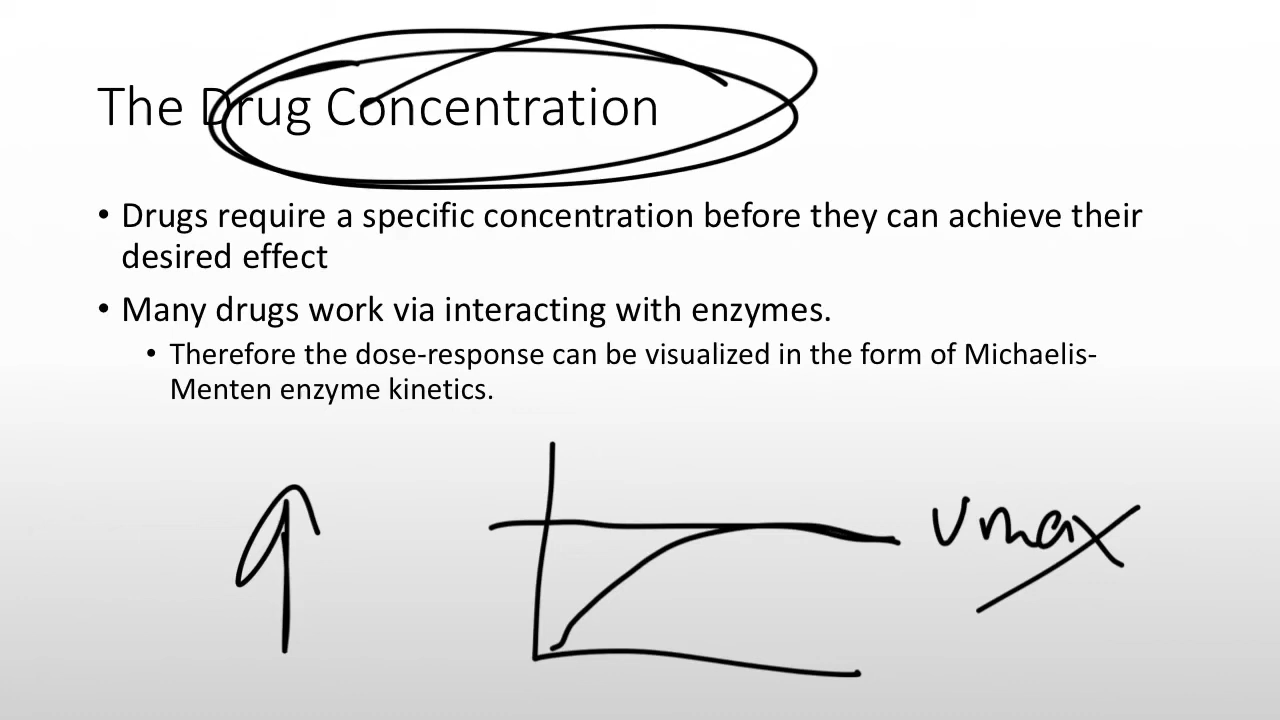 The Drug Concentration
• Drugs require a specific concentration before they can achieve their
desired effect
• Many drugs work via interacting with enzymes.
• Therefore the dose-response can be visualized in the form of Michaelis-
Menten enzyme kinetics.
Vmax